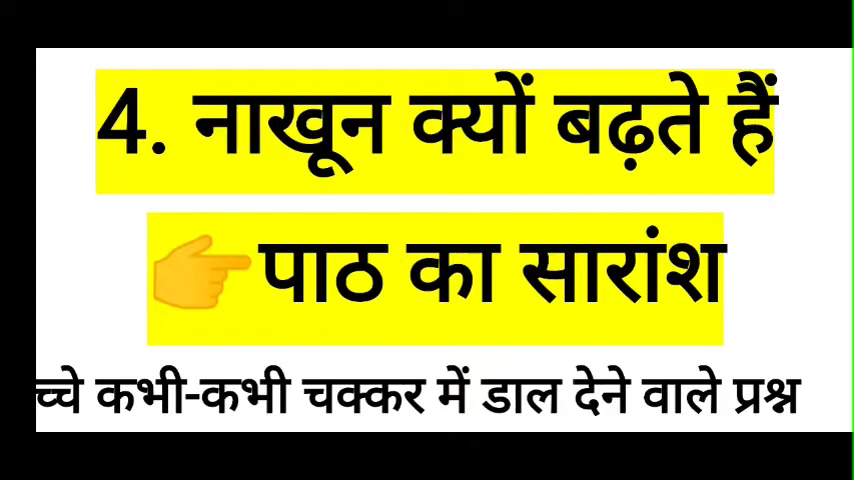 4. नाखून क्यों बढ़ते हैं
👉पाठ का सारांश
च्चे कभी-कभी चक्कर में डाल देने वाले प्रश्न